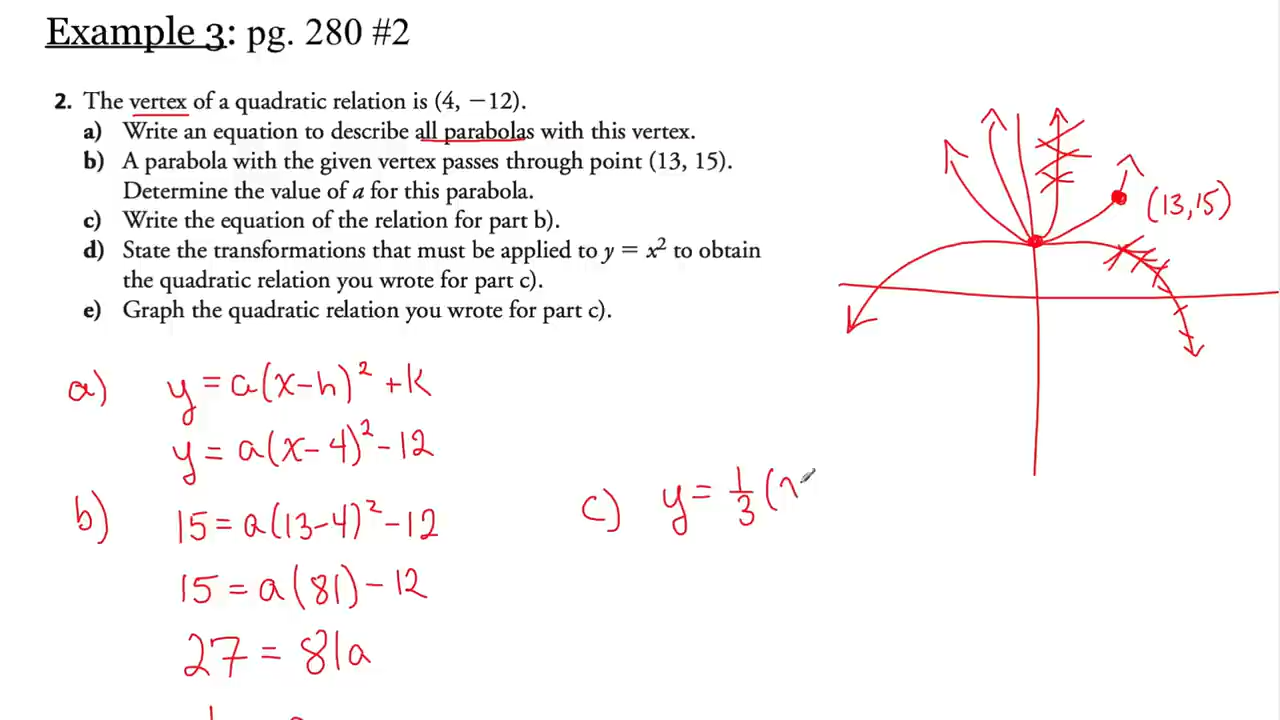 Example 3: pg. 280 #2
2. The vertex of a quadratic relation is (4, −12).
a) Write an equation to describe all parabolas with this vertex.
b) A parabola with the given vertex passes through point (13, 15).
Determine the value of a for this parabola.
c) Write the equation of the relation for part b).
d) State the transformations that must be applied to y = x² to obtain
the quadratic relation you wrote for part c).
e) Graph the quadratic relation you wrote for part c).
(13,15)
a) y = a(x-h)² + k
y = a(x-4)² - 12
b) 15 = a(13-4)² - 12
15 = a(81) - 12
27 = 81a
c) y = 1/3 (